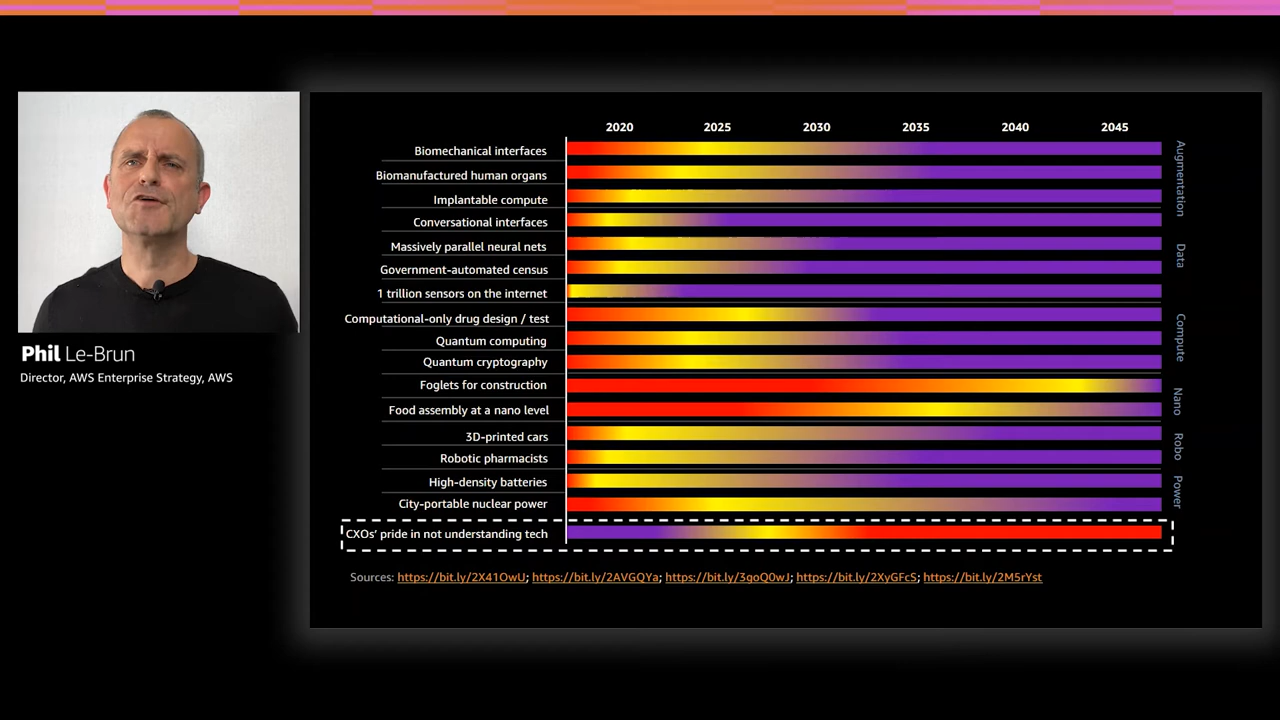 Phil Le-Brun
Director, AWS Enterprise Strategy, AWS
2020 2025 2030 2035 2040 2045
Biomechanical interfaces
Biomanufactured human organs
Implantable compute
Conversational interfaces
Massively parallel neural nets
Government-automated census
1 trillion sensors on the internet
Computational-only drug design / test
Quantum computing
Quantum cryptography
Foglets for construction
Food assembly at a nano level
3D-printed cars
Robotic pharmacists
High-density batteries
City-portable nuclear power
CXOs’ pride in not understanding tech
Augmentation
Data
Compute
Nano
Robo
Power
Sources: https://bit.ly/2X41OwU; https://bit.ly/2AVGQYa; https://bit.ly/3goQ0wJ; https://bit.ly/2XyGFcS; https://bit.ly/2M5rYst